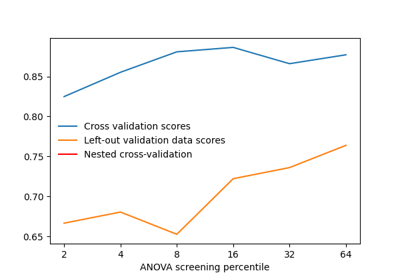 0.85
0.80
0.75
0.70
0.65
Cross validation scores
Left-out validation data scores
Nested cross-validation
2 4 8 16 32 64
ANOVA screening percentile